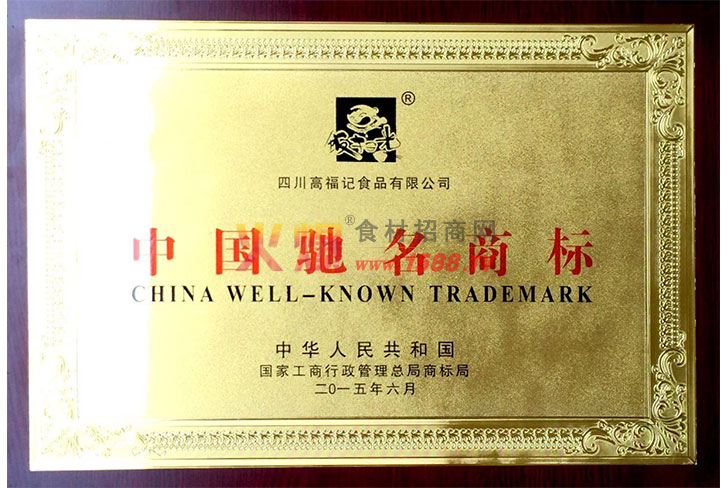 ®
四川高福记食品有限公司
®食材招商网
中国驰名商标
CHINA WELL-KNOWN TRADEMARK
中华人民共和国
国家工商行政管理总局商标局
二〇一五年六月